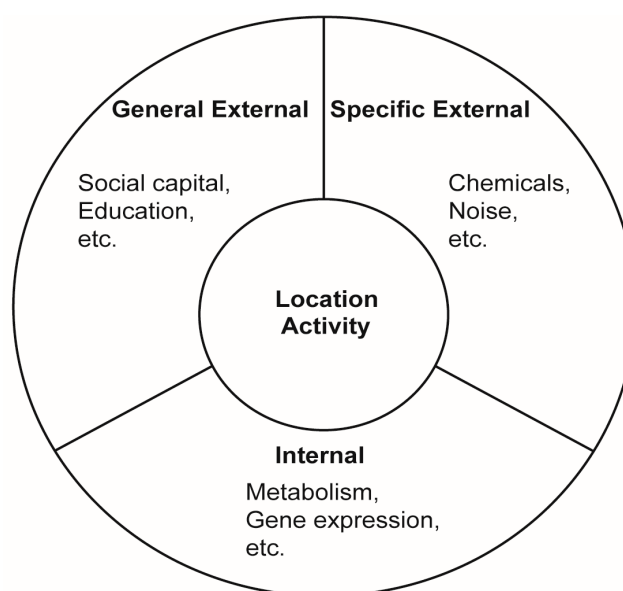 General External
Specific External
Social capital,
Education,
etc.
Chemicals,
Noise,
etc.
Location
Activity
Internal
Metabolism,
Gene expression,
etc.